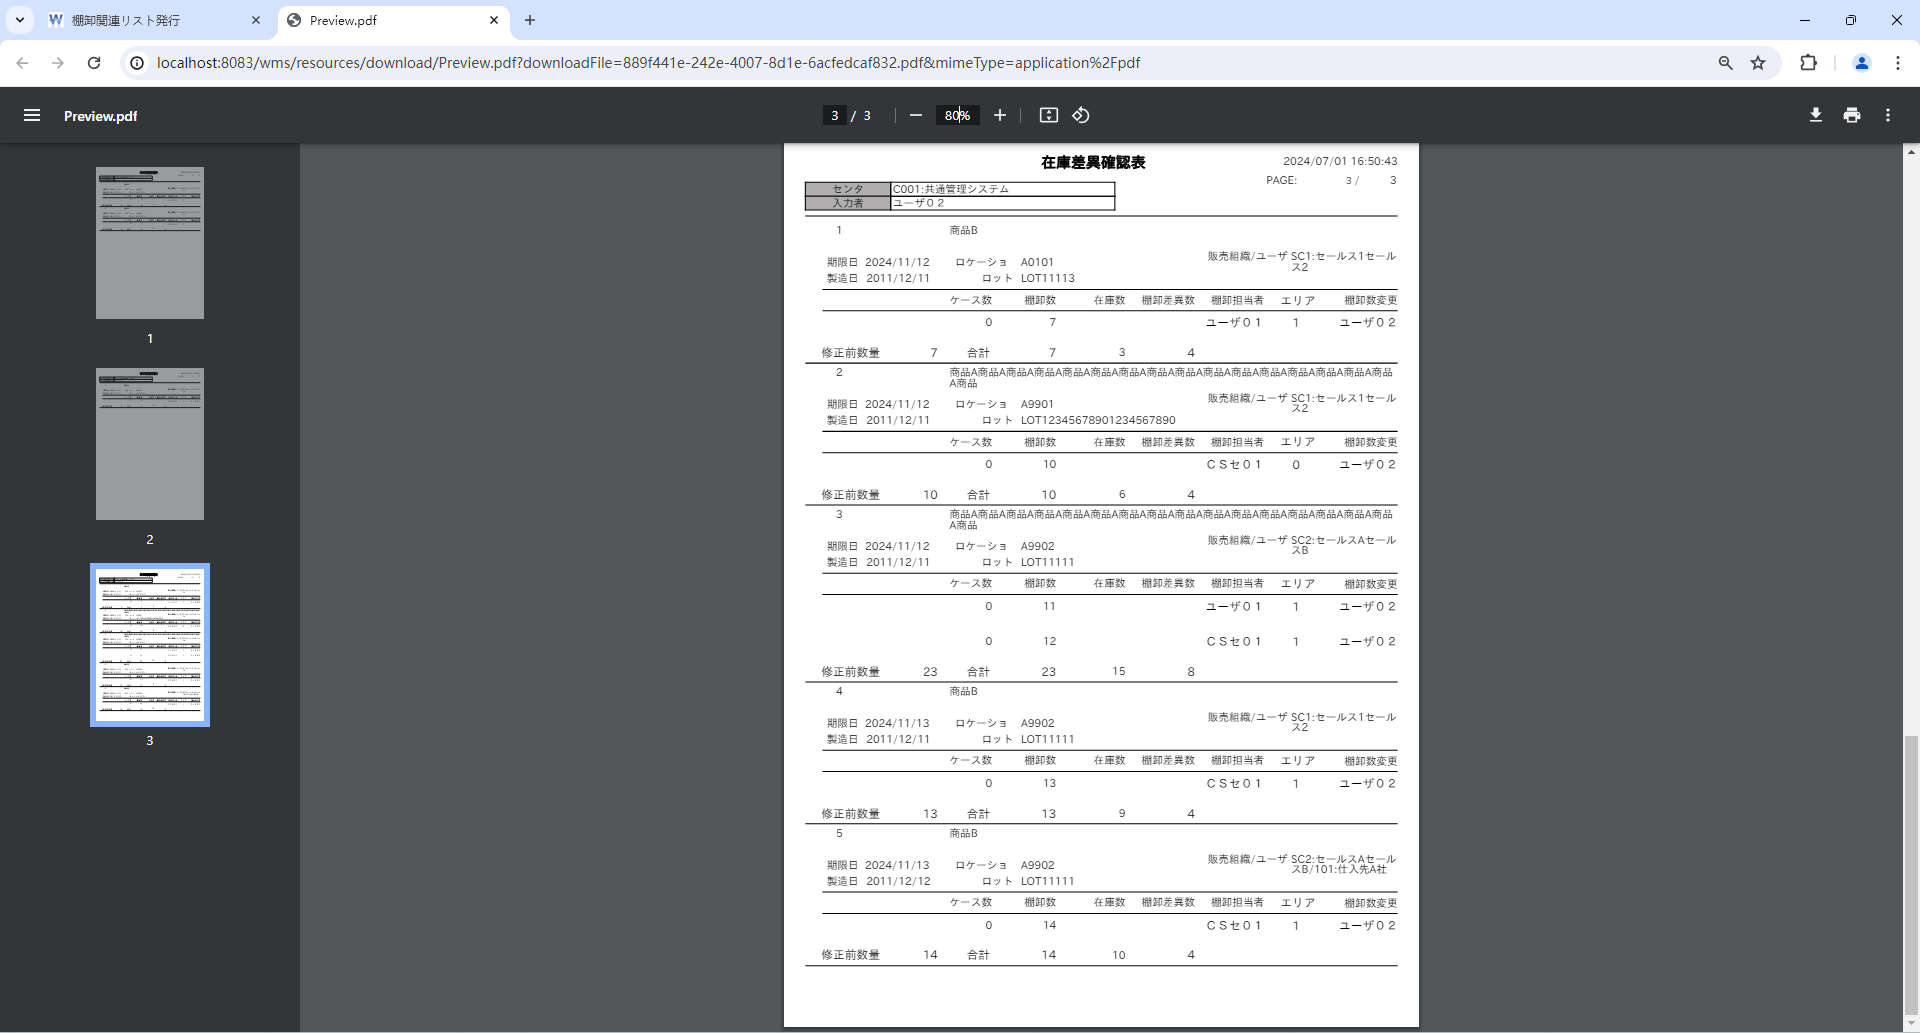 棚卸関連リスト発行
Preview.pdf
localhost:8083/wms/resources/download/Preview.pdf?downloadFile=889f441e-242e-4007-8d1e-6acfedcaf832.pdf&mimeType=application%2Fpdf
Preview.pdf
3 / 3
80%
1
2
3
在庫差異確認表
2024/07/01 16:50:43
PAGE: 3 / 3
センタ C001:共通管理システム
入力者 ユーザ０２
1 商品B
期限日 2024/11/12 ロケーショ A0101 販売組織/ユーザ SC1:セールス1セール
ス2
製造日 2011/12/11 ロット LOT11113
ケース数 棚卸数 在庫数 棚卸差異数 棚卸担当者 エリア 棚卸数変更
0 7 ユーザ０１ 1 ユーザ０２
修正前数量 7 合計 7 3 4
2 商品A商品A商品A商品A商品A商品A商品A商品A商品A商品A商品A商品A商品A商品A商品A商品
A商品
期限日 2024/11/12 ロケーショ A9901 販売組織/ユーザ SC1:セールス1セール
ス2
製造日 2011/12/11 ロット LOT12345678901234567890
ケース数 棚卸数 在庫数 棚卸差異数 棚卸担当者 エリア 棚卸数変更
0 10 ＣＳセ０１ 0 ユーザ０２
修正前数量 10 合計 10 6 4
3 商品A商品A商品A商品A商品A商品A商品A商品A商品A商品A商品A商品A商品A商品A商品A商品
A商品
期限日 2024/11/12 ロケーショ A9902 販売組織/ユーザ SC2:セールスAセール
スB
製造日 2011/12/11 ロット LOT11111
ケース数 棚卸数 在庫数 棚卸差異数 棚卸担当者 エリア 棚卸数変更
0 11 ユーザ０１ 1 ユーザ０２
0 12 ＣＳセ０１ 1 ユーザ０２
修正前数量 23 合計 23 15 8
4 商品B
期限日 2024/11/13 ロケーショ A9902 販売組織/ユーザ SC1:セールス1セール
ス2
製造日 2011/12/11 ロット LOT11111
ケース数 棚卸数 在庫数 棚卸差異数 棚卸担当者 エリア 棚卸数変更
0 13 ＣＳセ０１ 1 ユーザ０２
修正前数量 13 合計 13 9 4
5 商品B
期限日 2024/11/13 ロケーショ A9902 販売組織/ユーザ SC2:セールスAセール
スB/101:仕入先A社
製造日 2011/12/12 ロット LOT11111
ケース数 棚卸数 在庫数 棚卸差異数 棚卸担当者 エリア 棚卸数変更
0 14 ＣＳセ０１ 1 ユーザ０２
修正前数量 14 合計 14 10 4